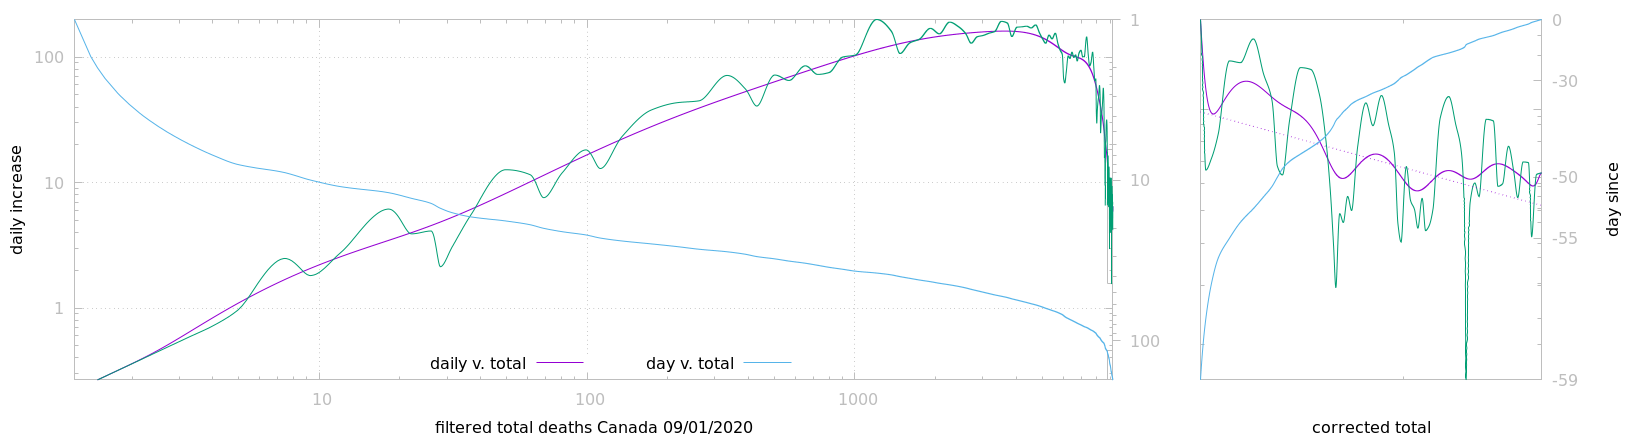 100
10
1
daily increase
10
100
1000
filtered total deaths Canada 09/01/2020
daily v. total
day v. total
1
10
100
0
-30
-50
-55
-59
day since
corrected total